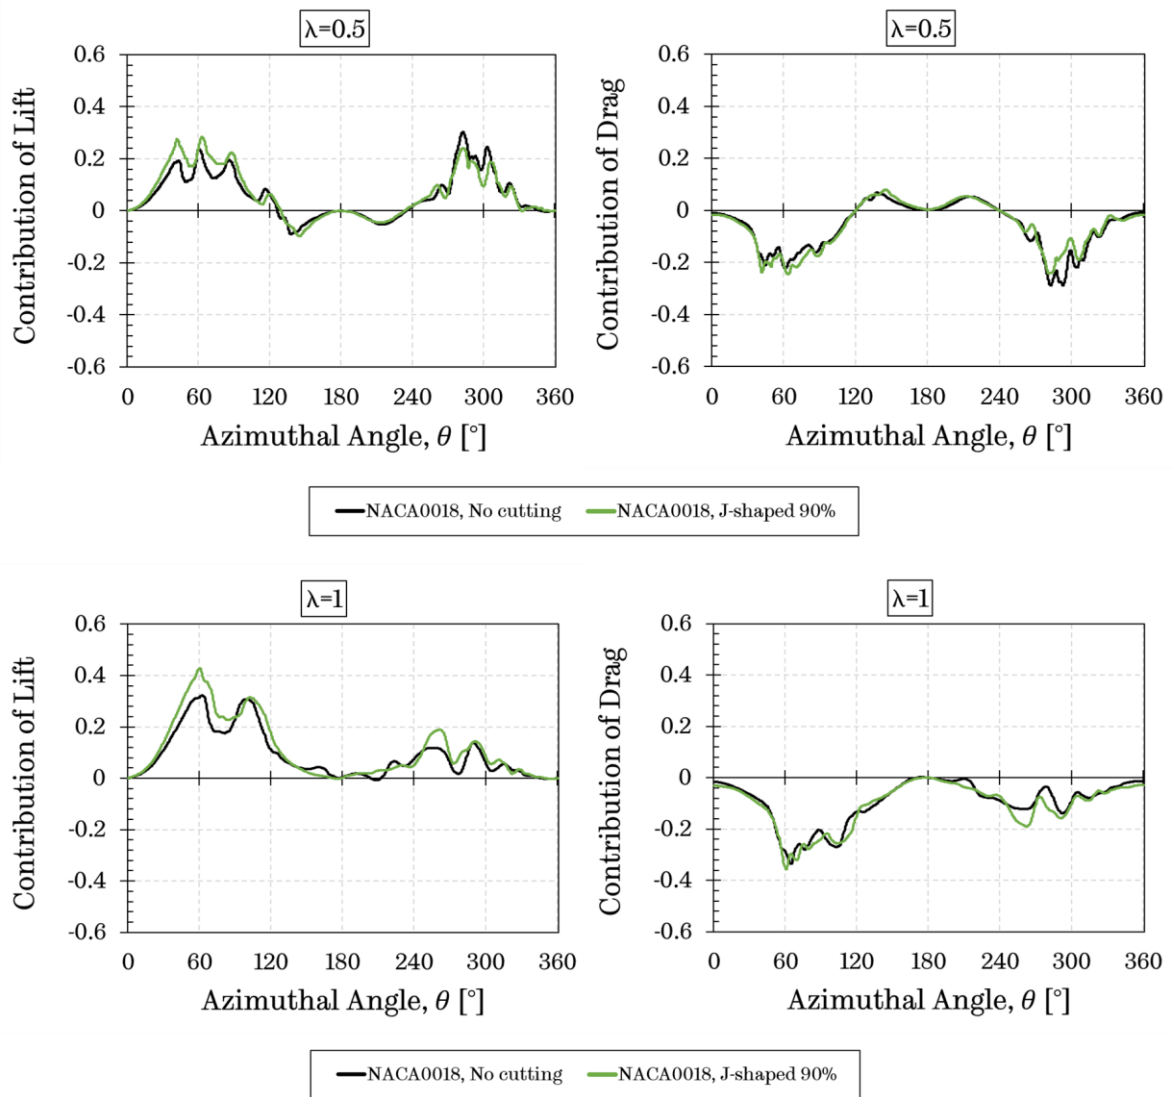 λ=0.5
λ=0.5
0.6
0.4
0.2
0
-0.2
-0.4
-0.6
Contribution of Lift
0 60 120 180 240 300 360
Azimuthal Angle, θ [°]
0.6
0.4
0.2
0
-0.2
-0.4
-0.6
Contribution of Drag
0 60 120 180 240 300 360
Azimuthal Angle, θ [°]
NACA0018, No cutting NACA0018, J-shaped 90%
λ=1
λ=1
0.6
0.4
0.2
0
-0.2
-0.4
-0.6
Contribution of Lift
0 60 120 180 240 300 360
Azimuthal Angle, θ [°]
0.6
0.4
0.2
0
-0.2
-0.4
-0.6
Contribution of Drag
0 60 120 180 240 300 360
Azimuthal Angle, θ [°]
NACA0018, No cutting NACA0018, J-shaped 90%